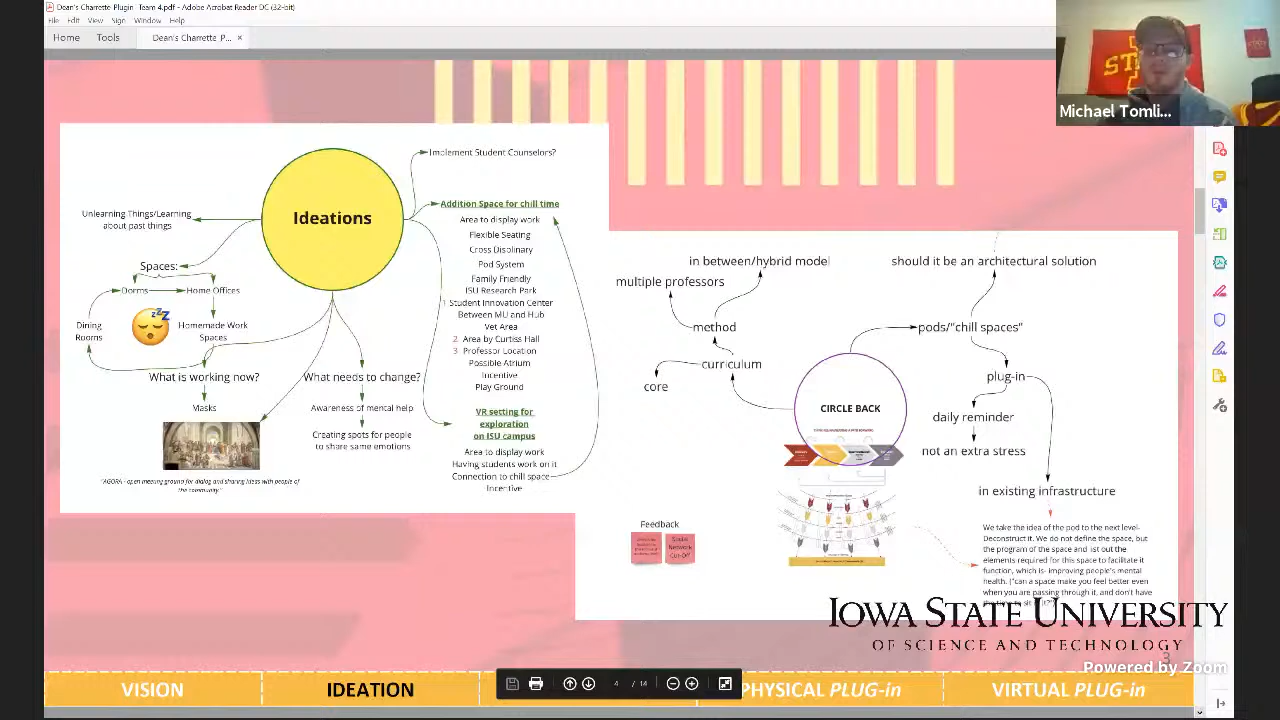 Dean's Charrette Plugin- Team 4.pdf - Adobe Acrobat Reader DC (32-bit)
File Edit View Sign Window Help
Home Tools Dean's Charrette P... ×
Michael Tomli...
Ideations
Implement Student Counselors?
Unlearning Things/Learning
about past things
Spaces:
Dorms
Home Offices
Dining
Rooms
Homemade Work
Spaces
What is working now?
Masks
"AGORA - open meeting ground for dialog and sharing ideas with people of
the community."
What needs to change?
Awareness of mental help
Creating spots for people
to share same emotions
Addition Space for chill time
Area to display work
Flexible Seating
Cross Displinary
Pod System
Family Friendly
ISU Research Park
1 Student Innovation Center
Between MU and Hub
Vet Area
2 Area by Curtiss Hall
3 Professor Location
Possible Atrium
Incentive
Play Ground
VR setting for
exploration
on ISU campus
Area to display work
Having students work on it
Connection to chill space
Incentive
in between/hybrid model
multiple professors
method
curriculum
core
CIRCLE BACK
should it be an architectural solution
pods/"chill spaces"
plug-in
daily reminder
not an extra stress
in existing infrastructure
We take the idea of the pod to the next level-
Deconstruct it. We do not define the space, but
the program of the space and list out the
elements required for this space to facilitate it
function, which is- improving people's mental
health. ("can a space make you feel better even
when you are passing through it, and don't have
Feedback
Social
Network
Cut-Off
IOWA STATE UNIVERSITY
OF SCIENCE AND TECHNOLOGY
3
Powered by Zoom
VISION
IDEATION
4 / 14
PHYSICAL PLUG-in
VIRTUAL PLUG-in